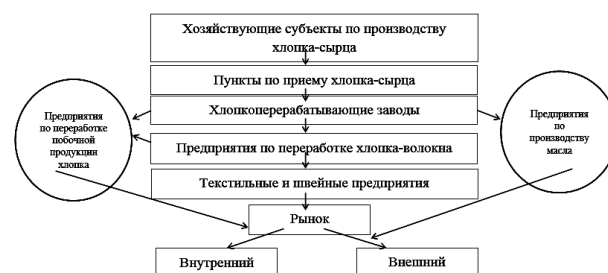 Хозяйствующие субъекты по производству
хлопка-сырца
Пункты по приему хлопка-сырца
Хлопкоперерабатывающие заводы
Предприятия
по переработке
побочной
продукции
хлопка
Предприятия
по
производству
масла
Предприятия по переработке хлопка-волокна
Текстильные и швейные предприятия
Рынок
Внутренний
Внешний